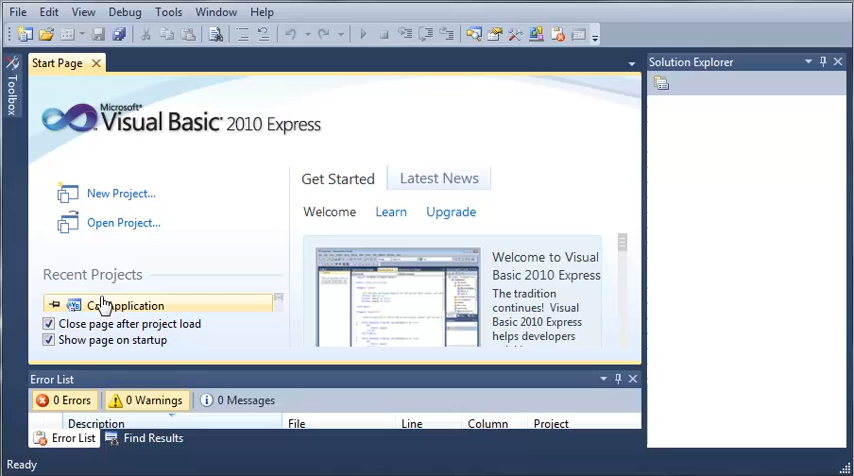 File Edit View Debug Tools Window Help
Start Page
Solution Explorer
Toolbox
Microsoft
Visual Basic 2010 Express
New Project...
Open Project...
Recent Projects
Application
Close page after project load
Show page on startup
Get Started Latest News
Welcome Learn Upgrade
Welcome to Visual
Basic 2010 Express
The tradition
continues! Visual
Basic 2010 Express
helps developers
Error List
0 Errors 0 Warnings 0 Messages
Description File Line Column Project
Error List Find Results
Ready